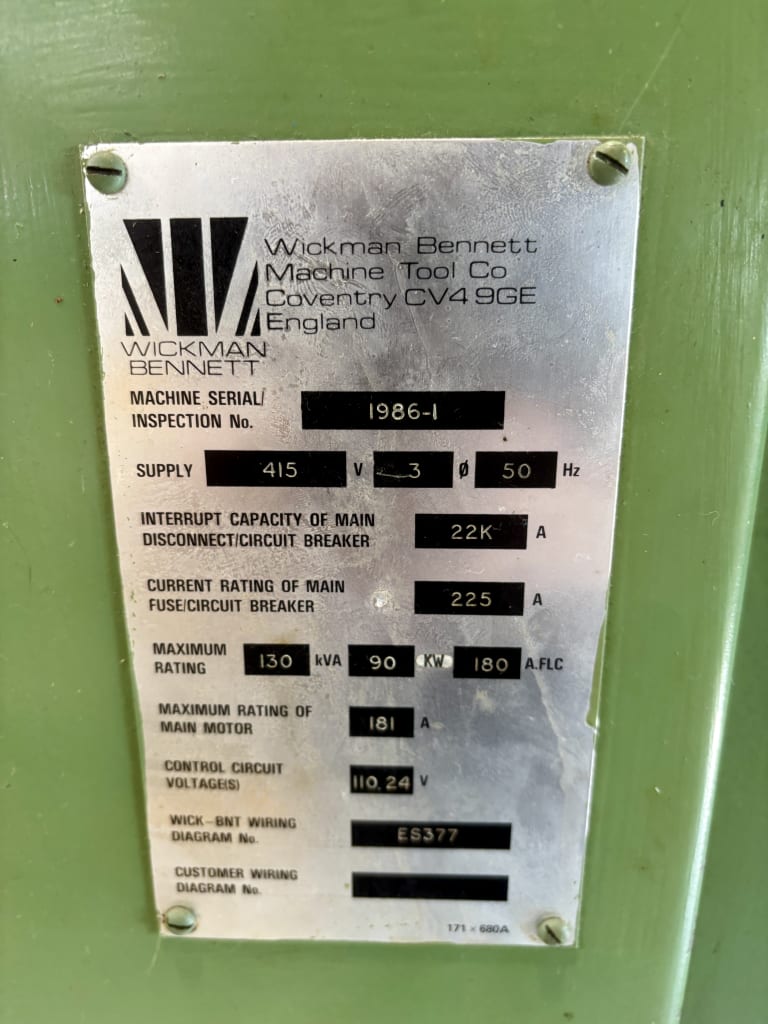 Wickman Bennett
Machine Tool Co
Coventry CV4 9GE
England
WICKMAN
BENNETT
MACHINE SERIAL/
INSPECTION No. 1986-1
SUPPLY 415 V 3 Ø 50 Hz
INTERRUPT CAPACITY OF MAIN
DISCONNECT/CIRCUIT BREAKER 22K A
CURRENT RATING OF MAIN
FUSE/CIRCUIT BREAKER 225 A
MAXIMUM
RATING 130 kVA 90 KW 180 A.FLC
MAXIMUM RATING OF
MAIN MOTOR 181 A
CONTROL CIRCUIT
VOLTAGE(S) 110,24 V
WICK-BNT WIRING
DIAGRAM No. ES377
CUSTOMER WIRING
DIAGRAM No.
171 × 680A